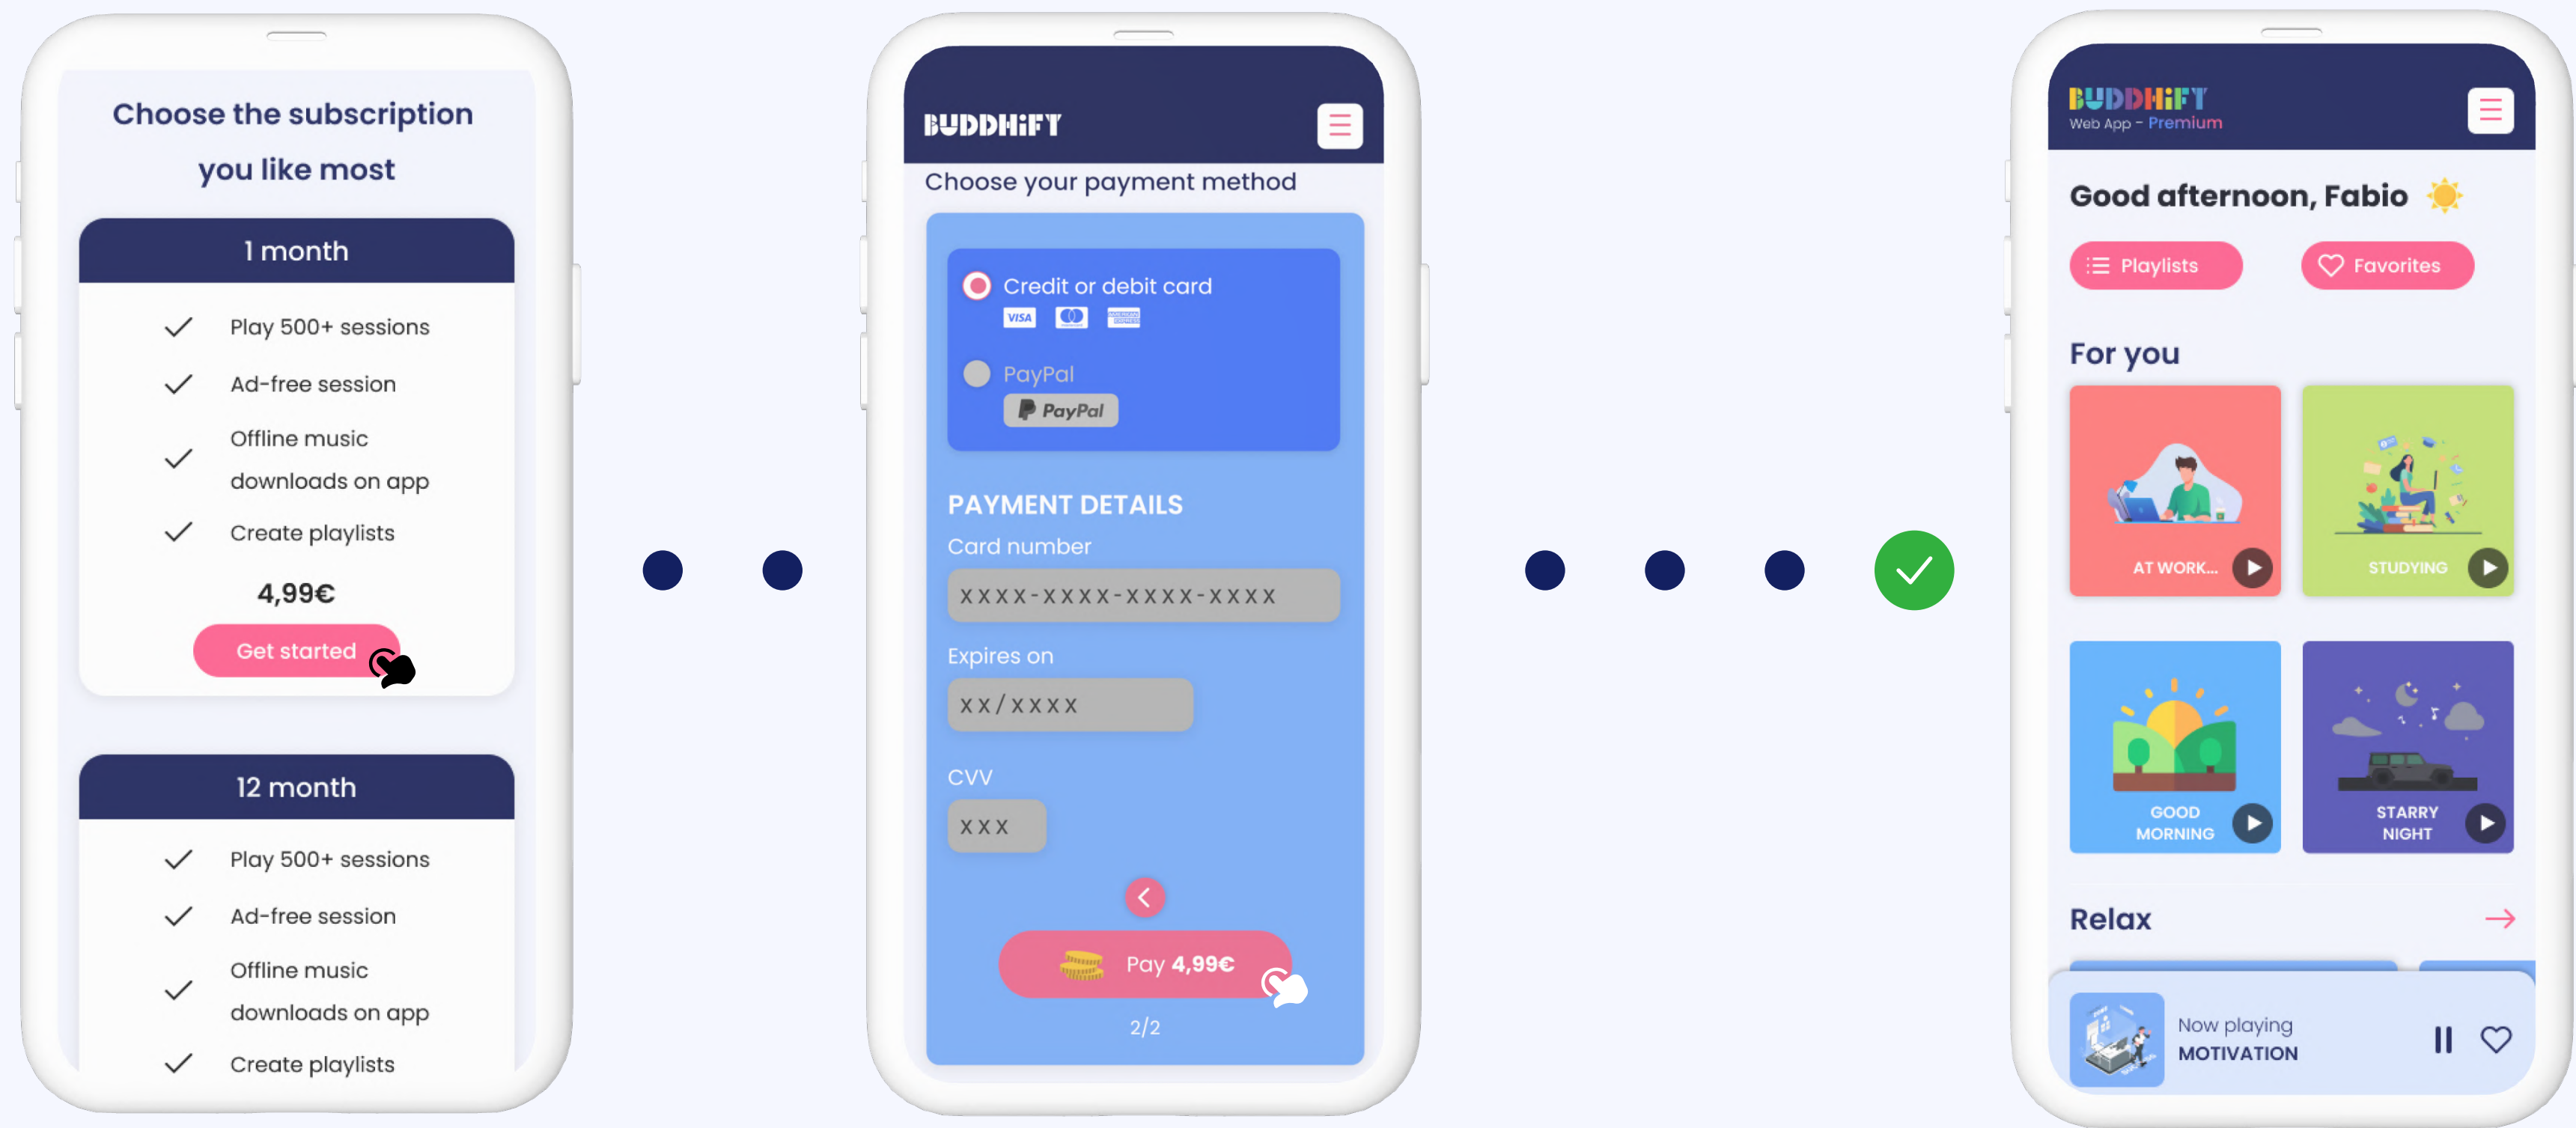 Choose the subscription
you like most
1 month
Play 500+ sessions
Ad-free session
Offline music
downloads on app
Create playlists
4,99€
Get started
12 month
Play 500+ sessions
Ad-free session
Offline music
downloads on app
Create playlists
BUDDHiFT
Choose your payment method
Credit or debit card
VISA
AMERICAN EXPRESS
PayPal
PayPal
PAYMENT DETAILS
Card number
XXXX-XXXX-XXXX-XXXX
Expires on
XX/XXXX
CVV
XXX
Pay 4,99€
2/2
BUDDHiFT
Web App - Premium
Good afternoon, Fabio
Playlists
Favorites
For you
AT WORK...
STUDYING
GOOD
MORNING
STARRY
NIGHT
Relax
Now playing
MOTIVATION